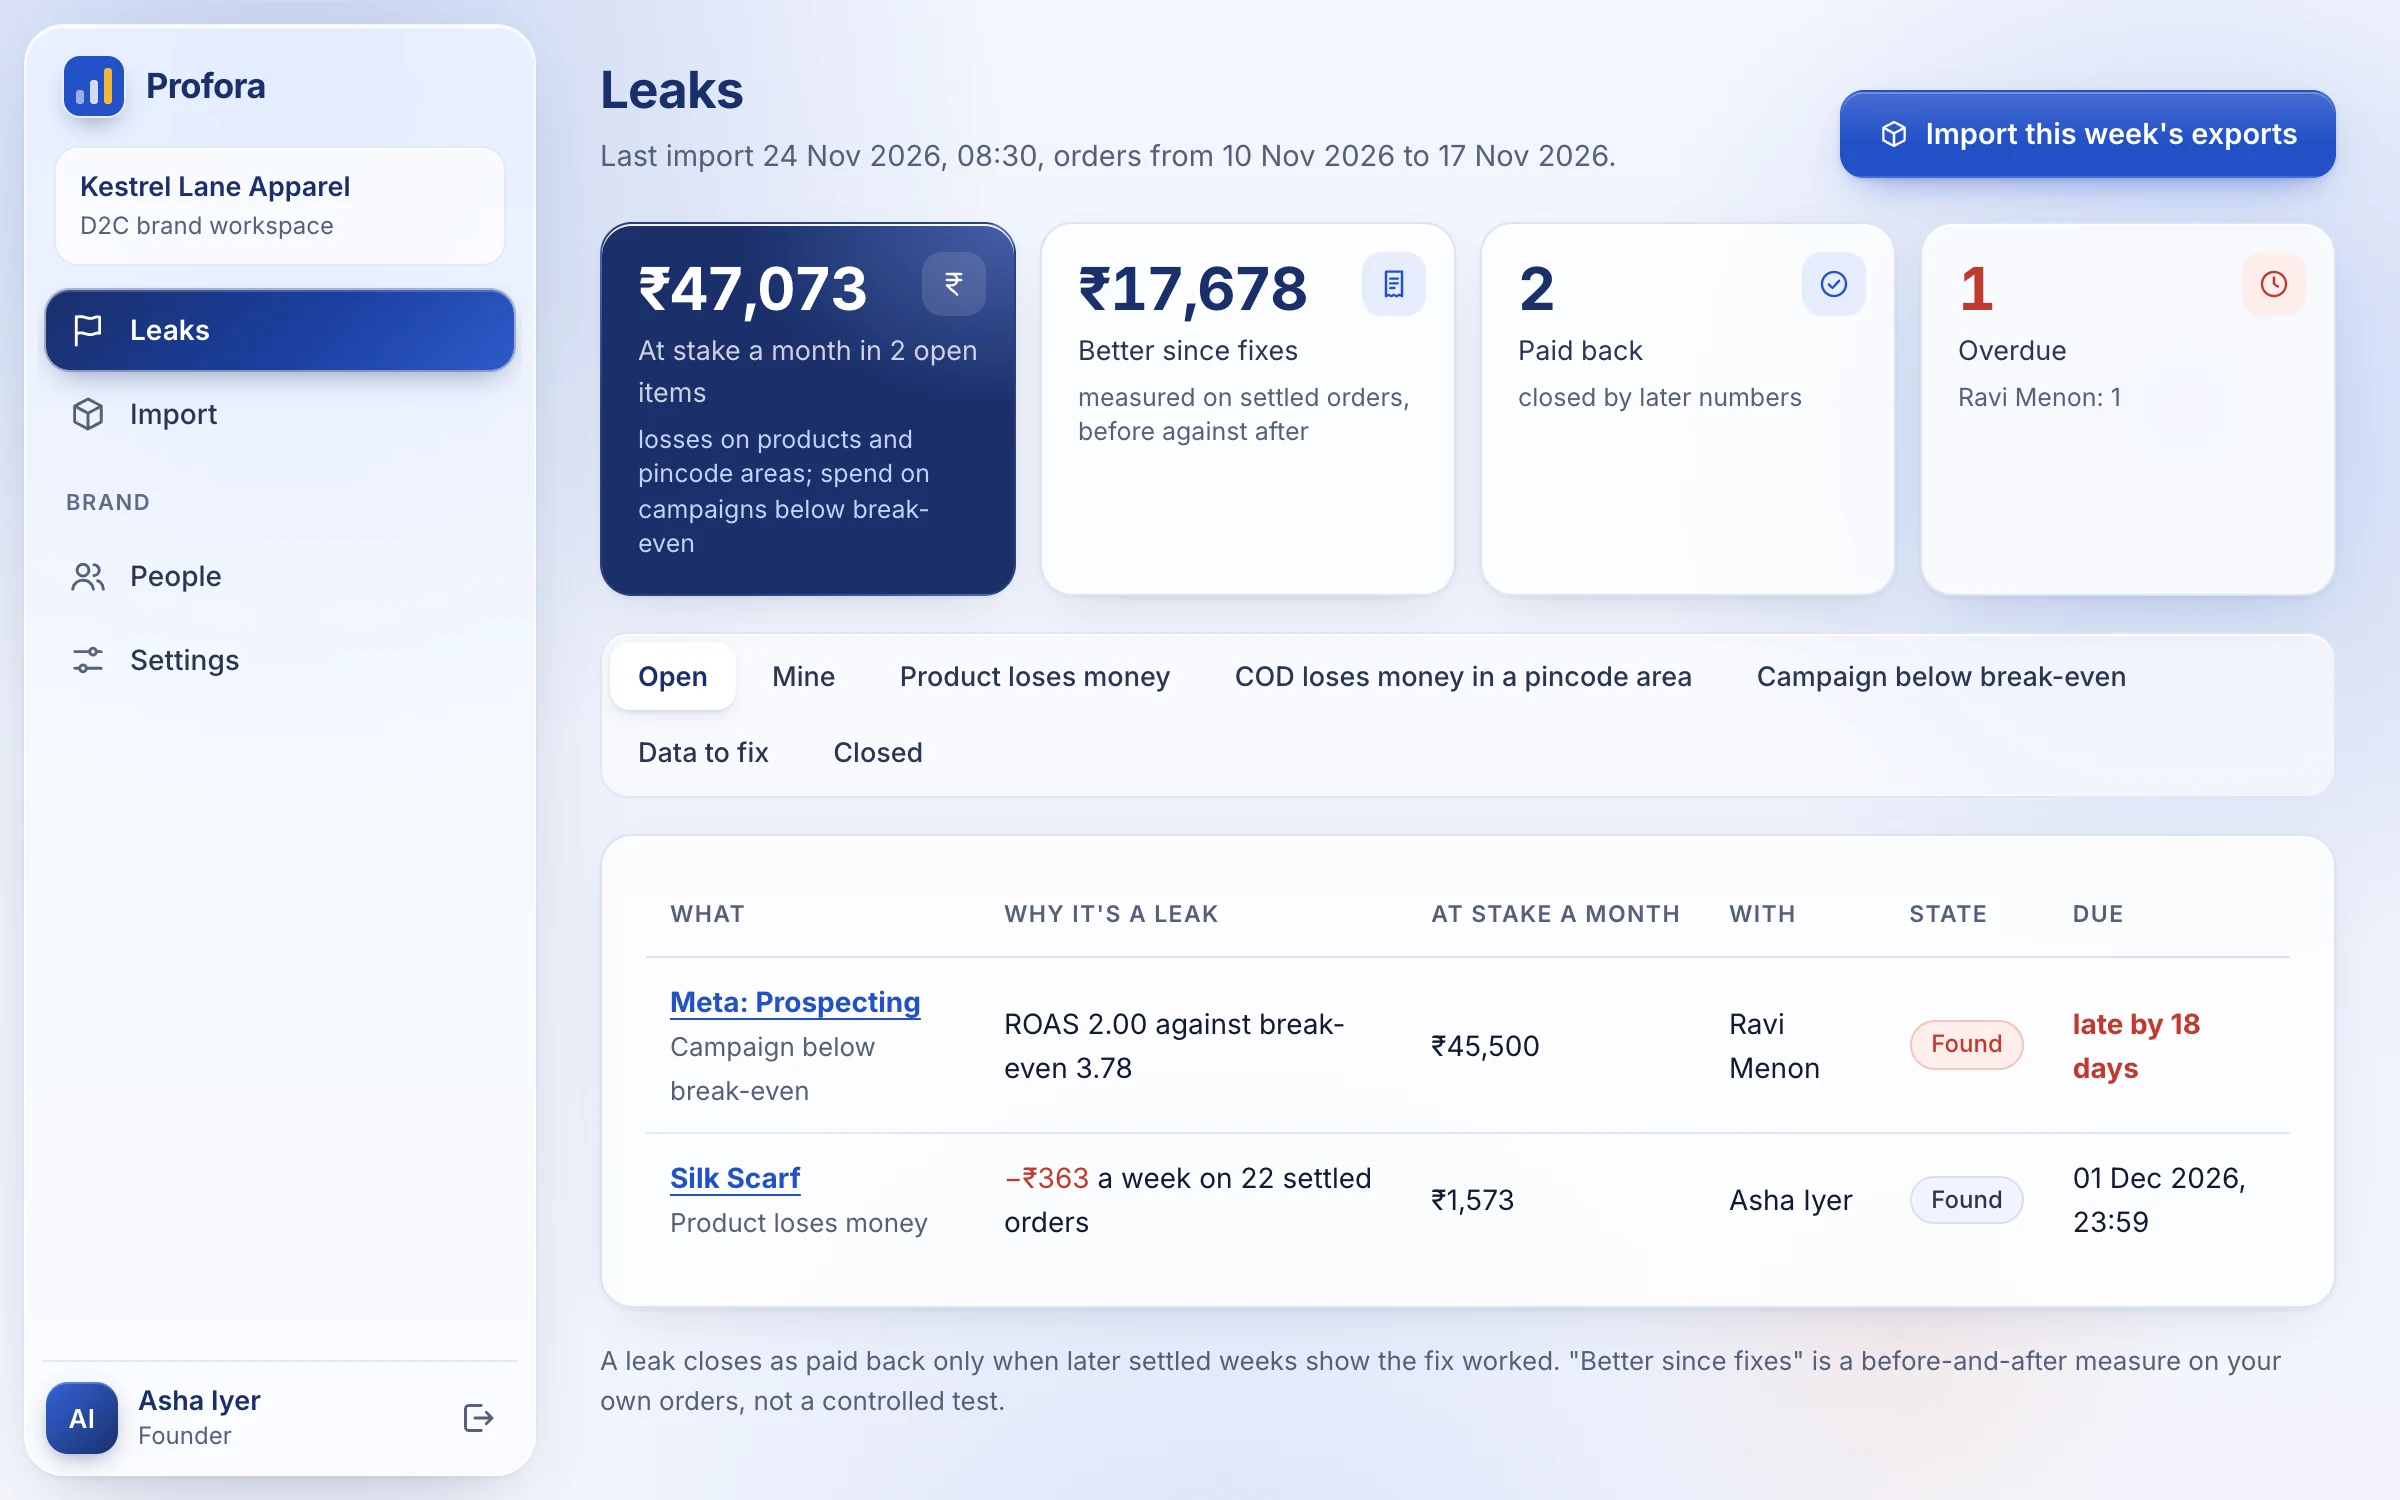 Profora
Kestrel Lane Apparel
D2C brand workspace
Leaks
Import
BRAND
People
Settings
AI
Asha Iyer
Founder
Leaks
Last import 24 Nov 2026, 08:30, orders from 10 Nov 2026 to 17 Nov 2026.
Import this week's exports
₹47,073
₹
At stake a month in 2 open
items
losses on products and
pincode areas; spend on
campaigns below break-
even
₹17,678
Better since fixes
measured on settled orders,
before against after
2
Paid back
closed by later numbers
1
Overdue
Ravi Menon: 1
Open Mine Product loses money COD loses money in a pincode area Campaign below break-even
Data to fix Closed
WHAT WHY IT'S A LEAK AT STAKE A MONTH WITH STATE DUE
Meta: Prospecting
Campaign below
break-even
ROAS 2.00 against break-
even 3.78
₹45,500
Ravi
Menon
Found
late by 18
days
Silk Scarf
Product loses money
−₹363 a week on 22 settled
orders
₹1,573
Asha Iyer
Found
01 Dec 2026,
23:59
A leak closes as paid back only when later settled weeks show the fix worked. "Better since fixes" is a before-and-after measure on your
own orders, not a controlled test.